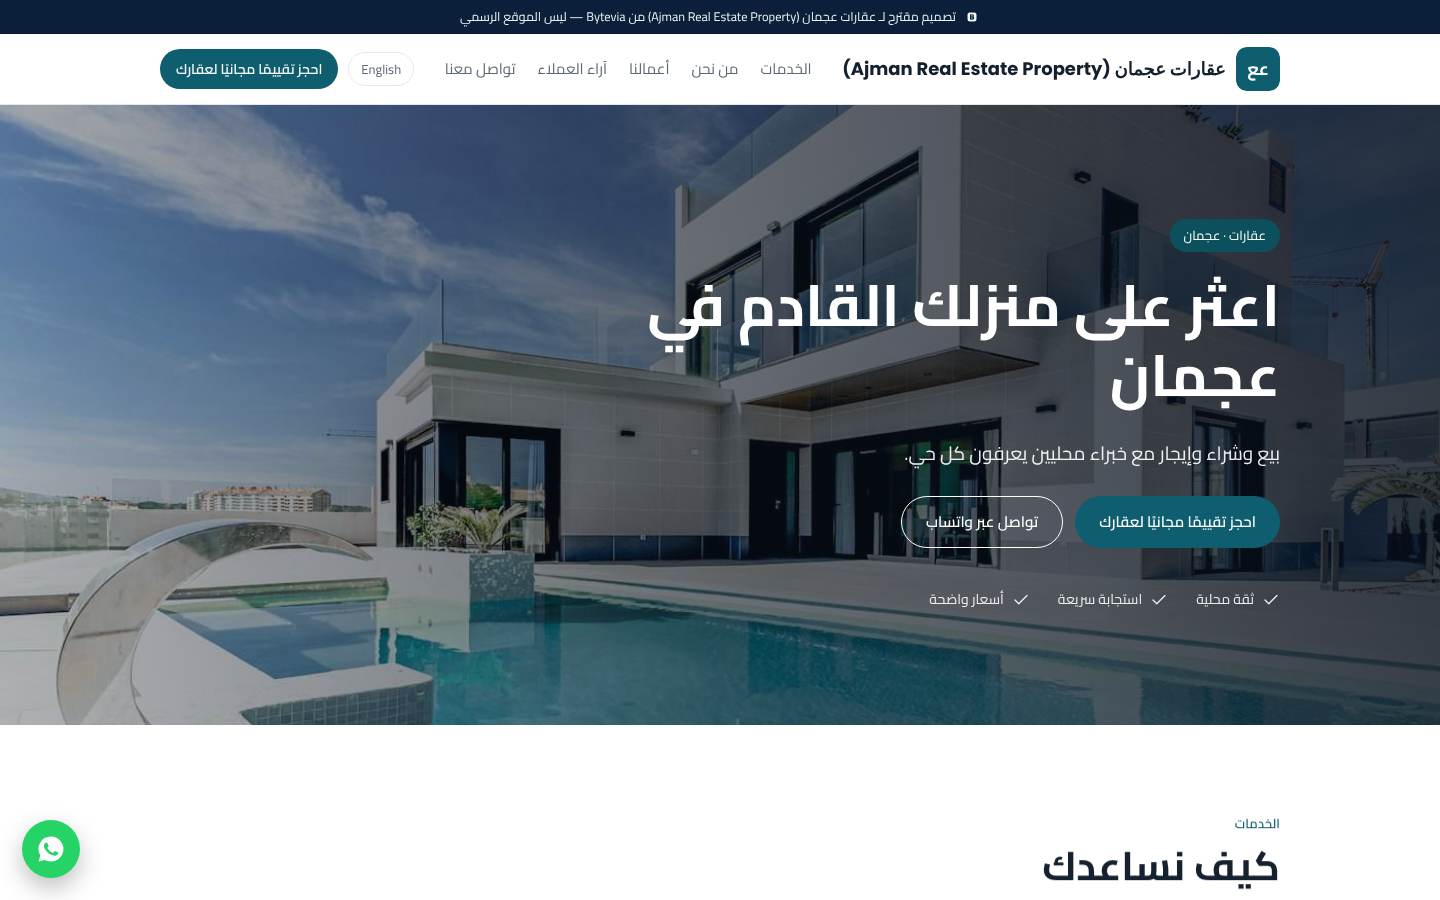 تصميم مقترح لـ عقارات عجمان (Ajman Real Estate Property) من Bytevia — ليس الموقع الرسمي
عع
عقارات عجمان (Ajman Real Estate Property)
الخدمات
من نحن
أعمالنا
آراء العملاء
تواصل معنا
English
احجز تقييمًا مجانيًا لعقارك
عقارات · عجمان
اعثر على منزلك القادم في
عجمان
بيع وشراء وإيجار مع خبراء محليين يعرفون كل حي.
احجز تقييمًا مجانيًا لعقارك
تواصل عبر واتساب
ثقة محلية
استجابة سريعة
أسعار واضحة
الخدمات
كيف نساعدك